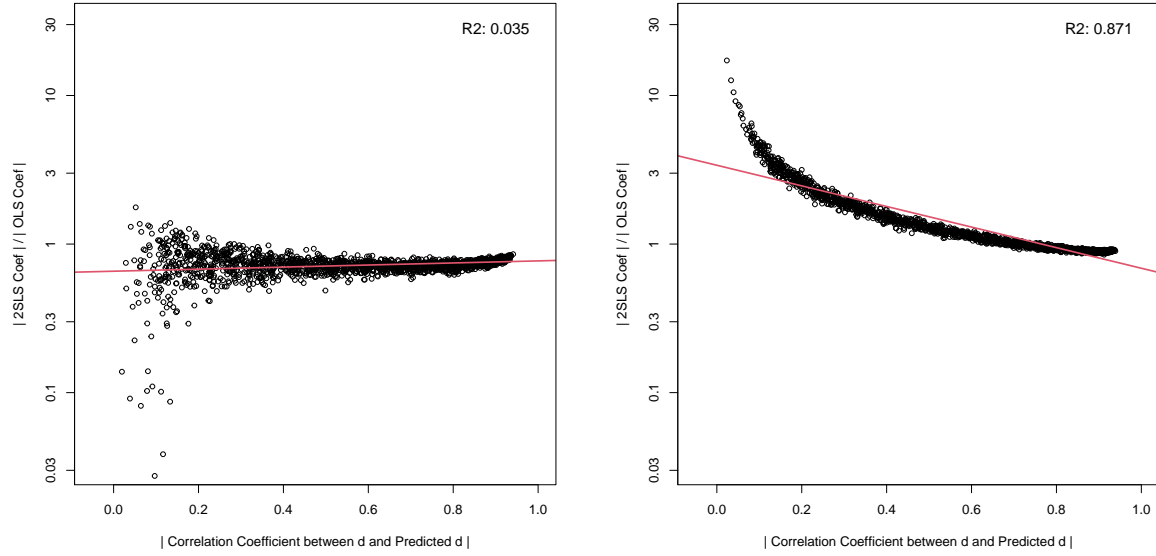 R2: 0.035
30
10
3
1
0.3
0.1
0.03
| 2SLS Coef | / | OLS Coef |
0.0 0.2 0.4 0.6 0.8 1.0
| Correlation Coefficient between d and Predicted d |
R2: 0.871
30
10
3
1
0.3
0.1
0.03
| 2SLS Coef | / | OLS Coef |
0.0 0.2 0.4 0.6 0.8 1.0
| Correlation Coefficient between d and Predicted d |